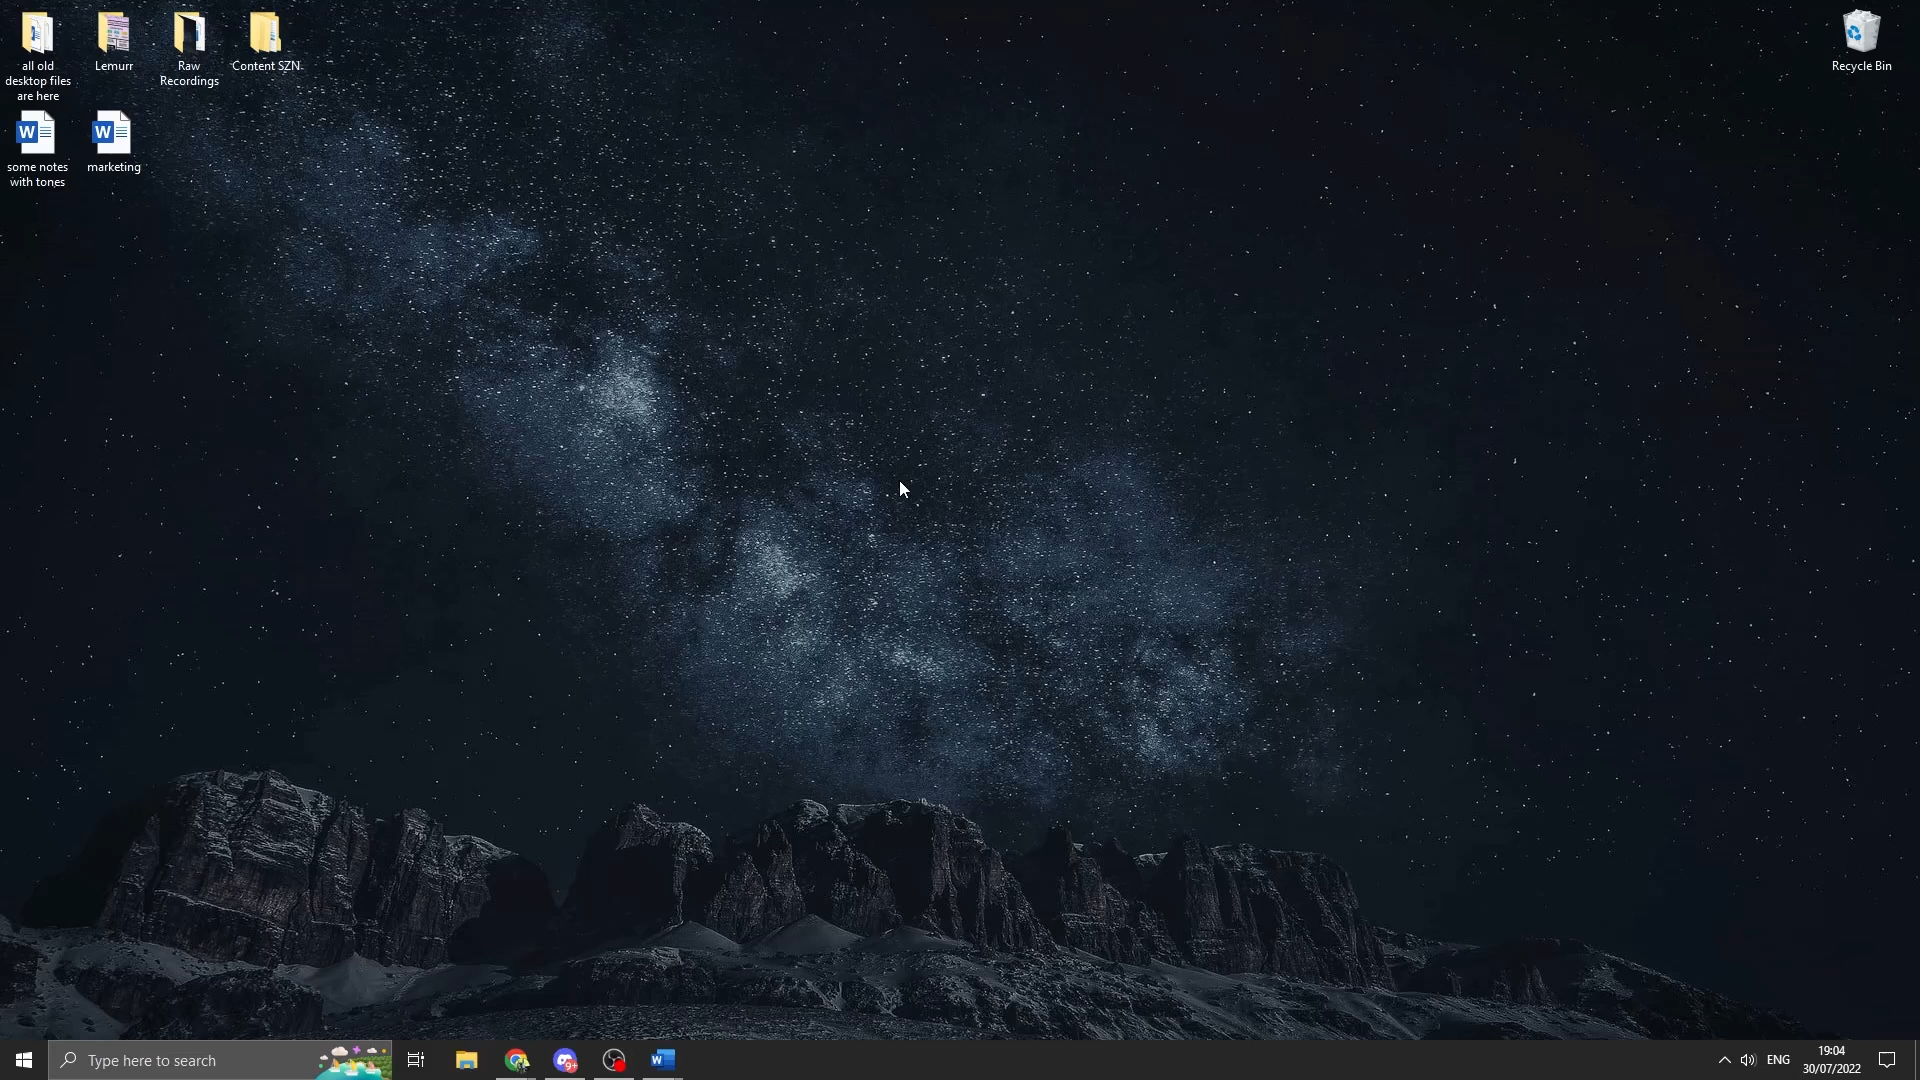 all old
desktop files
are here
Lemurr
Raw
Recordings
Content SZN
Recycle Bin
some notes
with tones
marketing
Type here to search
9+
W
ENG
19:04
30/07/2022